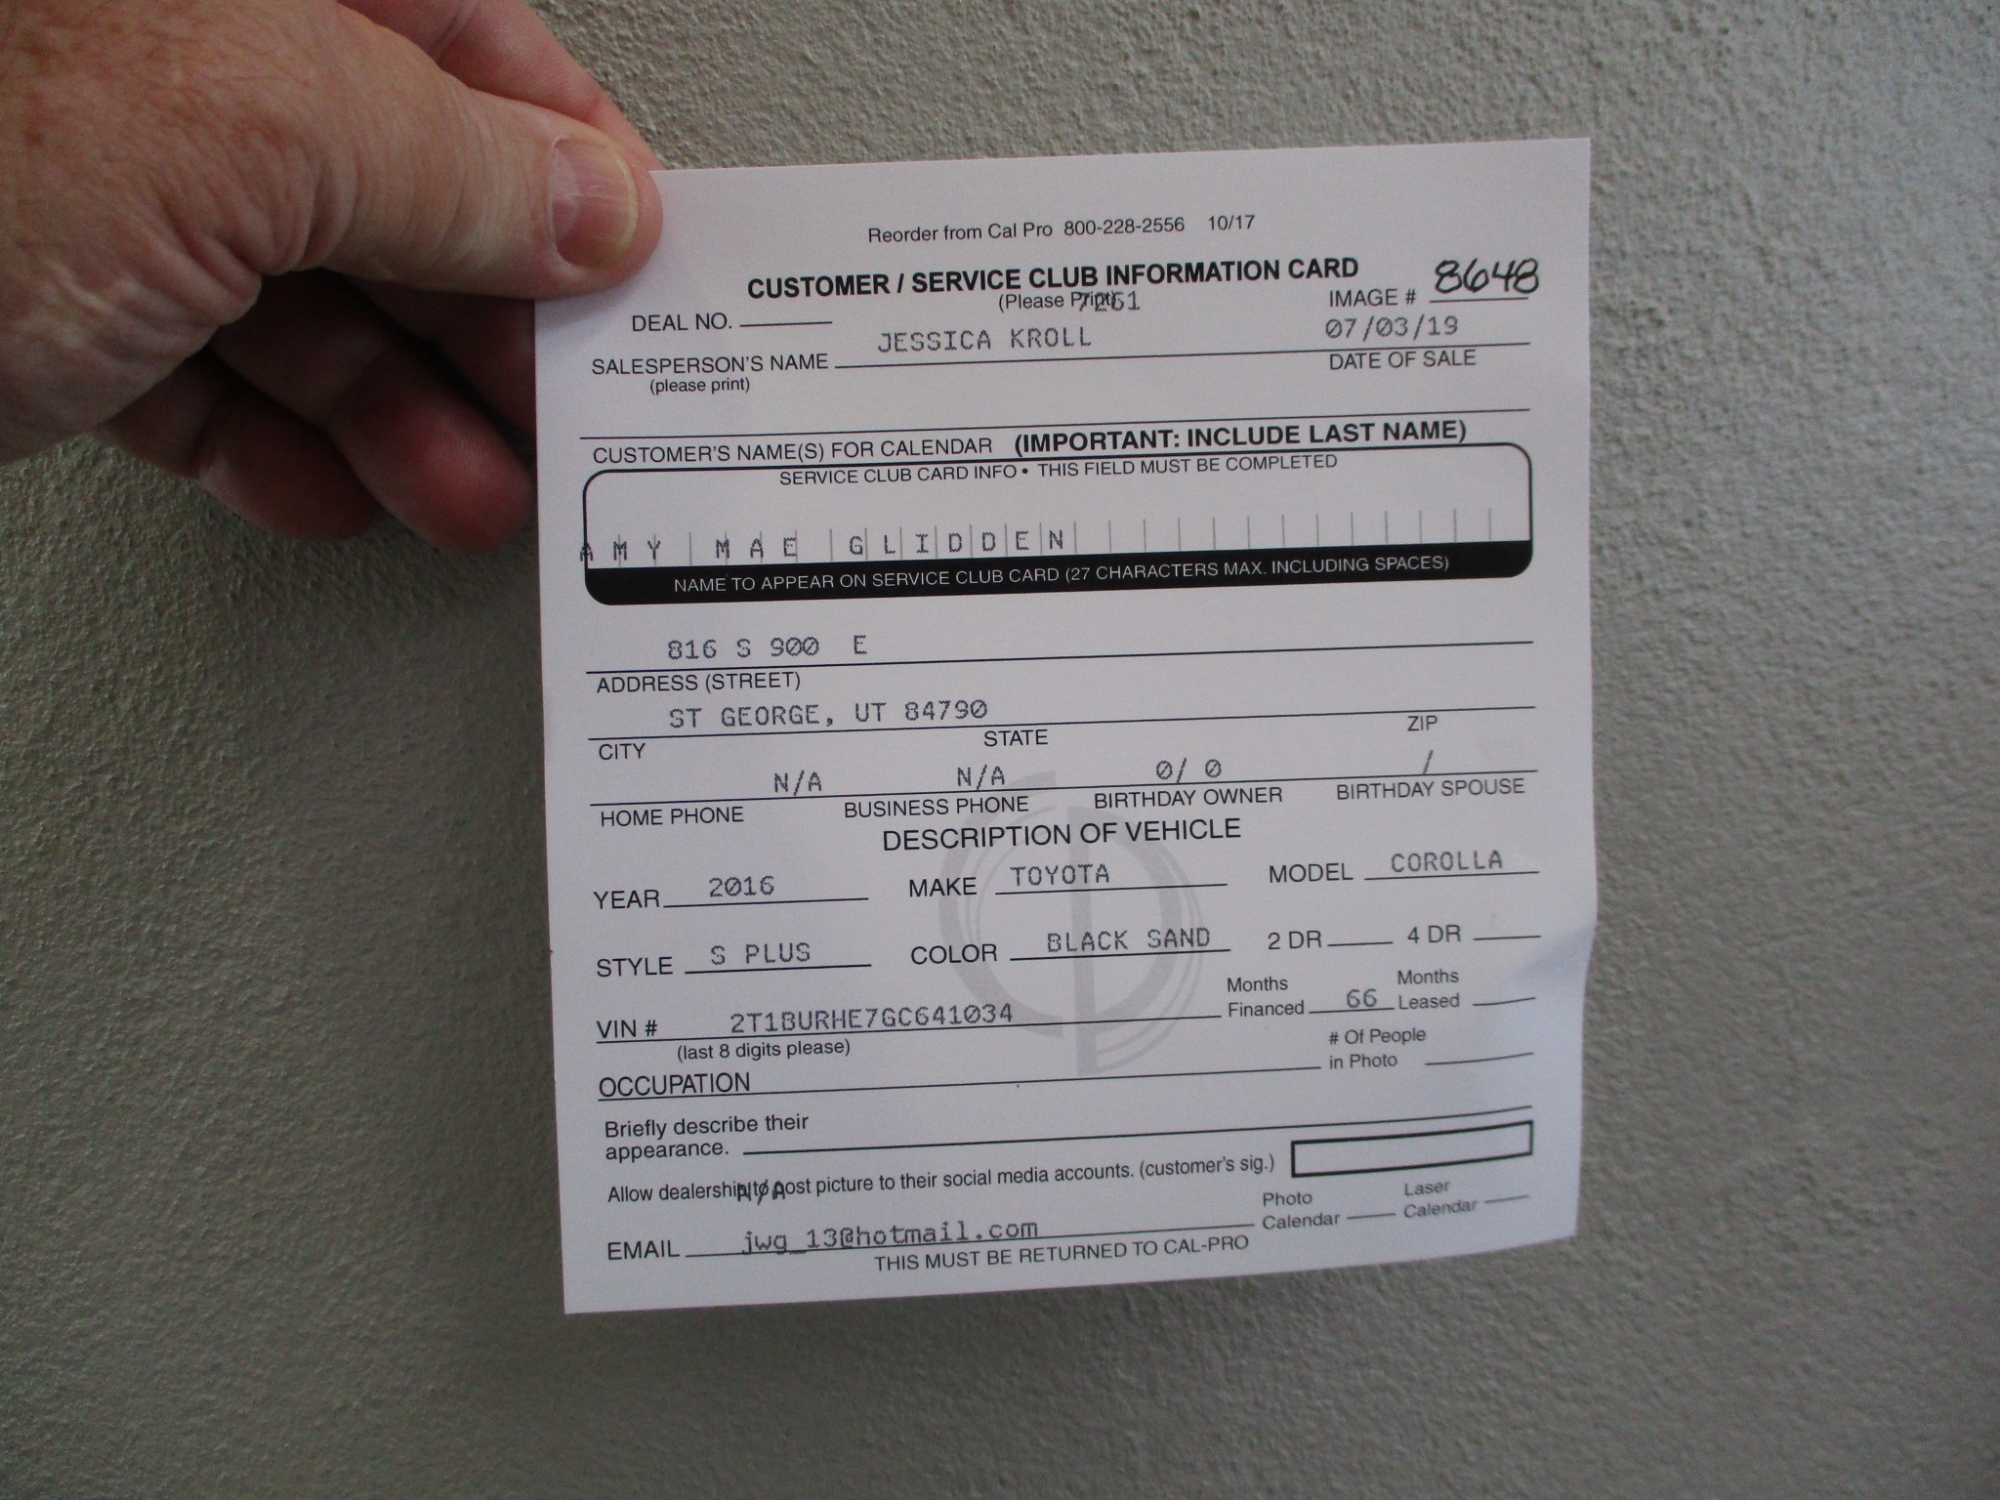 Reorder from Cal Pro 800-228-2556 10/17
CUSTOMER / SERVICE CLUB INFORMATION CARD
(Please Print) 7261
IMAGE # 8648
DEAL NO.
JESSICA KROLL 07/03/19
SALESPERSON'S NAME DATE OF SALE
(please print)
CUSTOMER'S NAME(S) FOR CALENDAR (IMPORTANT: INCLUDE LAST NAME)
SERVICE CLUB CARD INFO • THIS FIELD MUST BE COMPLETED
AMY MAE GLIDDEN
NAME TO APPEAR ON SERVICE CLUB CARD (27 CHARACTERS MAX. INCLUDING SPACES)
816 S 900 E
ADDRESS (STREET)
ST GEORGE, UT 84790
CITY STATE ZIP
N/A N/A 0/ 0 /
HOME PHONE BUSINESS PHONE BIRTHDAY OWNER BIRTHDAY SPOUSE
DESCRIPTION OF VEHICLE
YEAR 2016 MAKE TOYOTA MODEL COROLLA
STYLE S PLUS COLOR BLACK SAND 2 DR 4 DR
VIN # 2T1BURHE7GC641034 Months Financed 66 Months Leased
(last 8 digits please)
# Of People in Photo
OCCUPATION
Briefly describe their
appearance.
Allow dealership to post picture to their social media accounts. (customer's sig.)
N/A
Photo Calendar Laser Calendar
EMAIL jwg_13@hotmail.com
THIS MUST BE RETURNED TO CAL-PRO